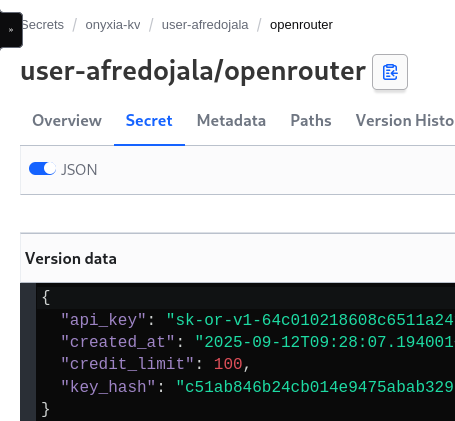 »
Secrets / onyxia-kv / user-afredojala / openrouter
user-afredojala/openrouter
Overview Secret Metadata Paths Version Histo
JSON
Version data
{
"api_key": "sk-or-v1-64c010218608c6511a24
"created_at": "2025-09-12T09:28:07.194001
"credit_limit": 100,
"key_hash": "c51ab846b24cb014e9475abab329
}